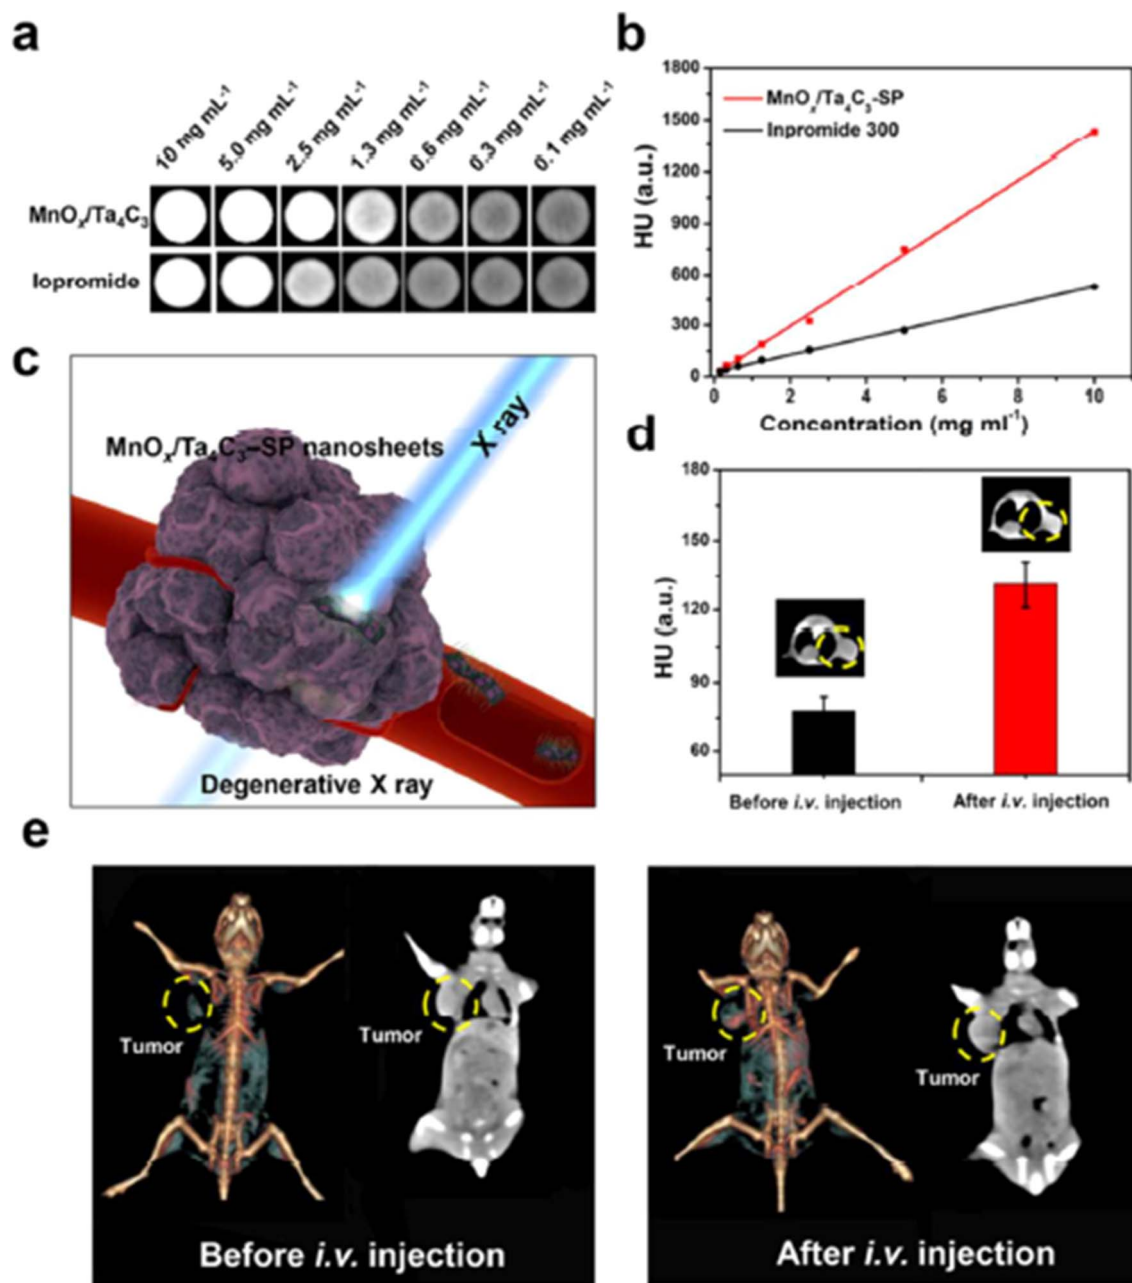 a
10 mg mL⁻¹
5.0 mg mL⁻¹
2.5 mg mL⁻¹
1.3 mg mL⁻¹
0.6 mg mL⁻¹
0.3 mg mL⁻¹
0.1 mg mL⁻¹
MnOₓ/Ta₄C₃
Iopromide
b
1800
1500
1200
900
600
300
0
HU (a.u.)
MnOₓ/Ta₄C₃-SP
Inpromide 300
0 2 4 6 8 10
Concentration (mg ml⁻¹)
c
MnOₓ/Ta₄C₃–SP nanosheets
X ray
Degenerative X ray
d
180
150
120
90
60
HU (a.u.)
Before i.v. injection
After i.v. injection
e
Tumor
Tumor
Before i.v. injection
Tumor
Tumor
After i.v. injection